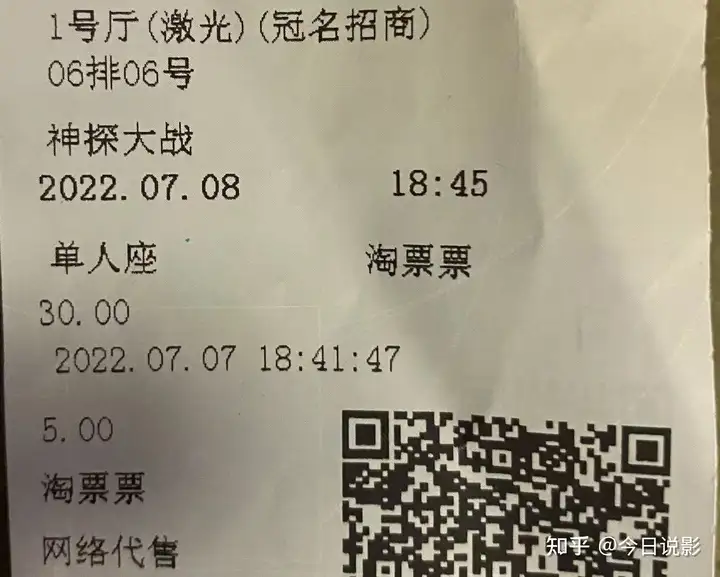 1号厅(激光)(冠名招商)
06排06号
神探大战
2022.07.08 18:45
单人座 淘票票
30.00
2022.07.07 18:41:47
5.00
淘票票
网络代售
知乎 @今日说影